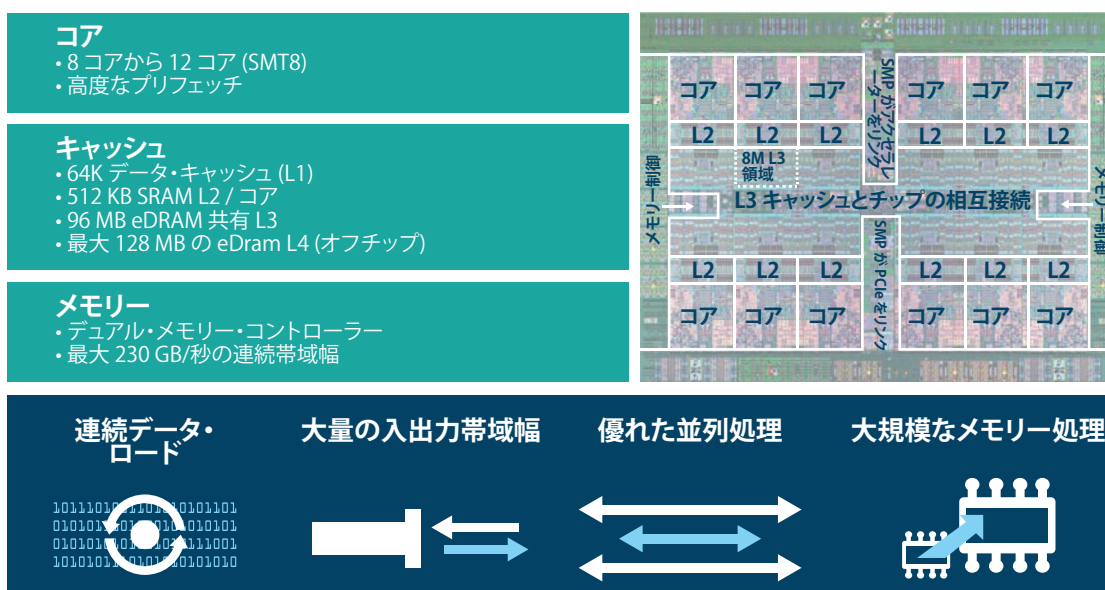 コア
• 8 コアから 12 コア (SMT8)
• 高度なプリフェッチ
キャッシュ
• 64K データ・キャッシュ (L1)
• 512 KB SRAM L2 / コア
• 96 MB eDRAM 共有 L3
• 最大 128 MB の eDram L4 (オフチップ)
メモリー
• デュアル・メモリー・コントローラー
• 最大 230 GB/秒の連続帯域幅
コア コア コア コア コア コア
L2 L2 L2 L2 L2 L2
SMP がアクセラレ
ーターをリンク
8M L3
領域
メモリー制御
L3 キャッシュとチップの相互接続
メモリー制御
SMP が PCIe をリンク
L2 L2 L2 L2 L2 L2
コア コア コア コア コア コア
連続データ・
ロード
大量の入出力帯域幅
優れた並列処理
大規模なメモリー処理